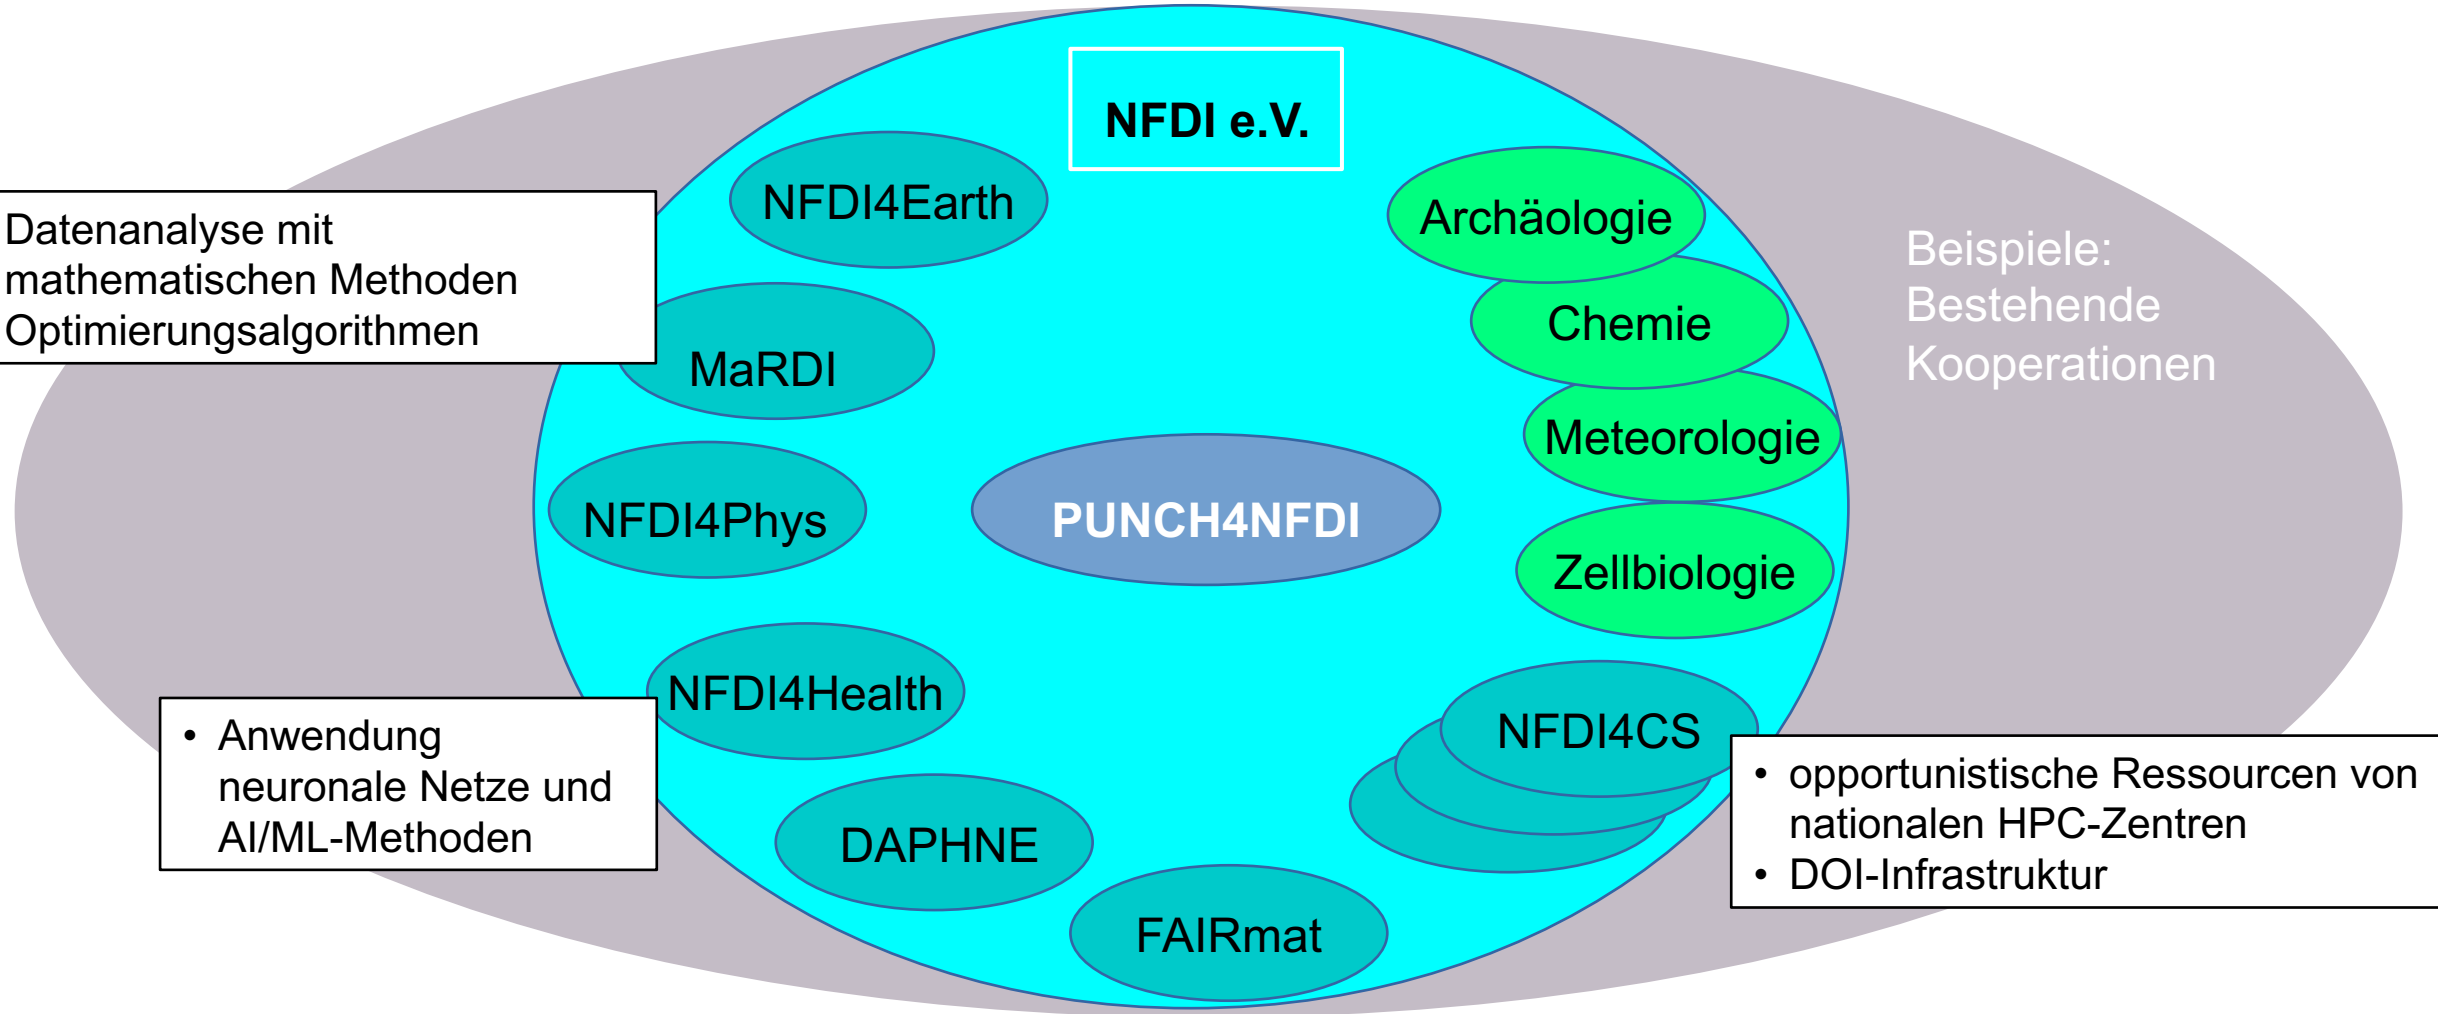 NFDI e.V.
NFDI4Earth
Archäologie
Datenanalyse mit
mathematischen Methoden
Optimierungsalgorithmen
Beispiele:
Bestehende
Kooperationen
Chemie
MaRDI
Meteorologie
NFDI4Phys
PUNCH4NFDI
Zellbiologie
NFDI4Health
• Anwendung
neuronale Netze und
AI/ML-Methoden
NFDI4CS
• opportunistische Ressourcen von
nationalen HPC-Zentren
• DOI-Infrastruktur
DAPHNE
FAIRmat